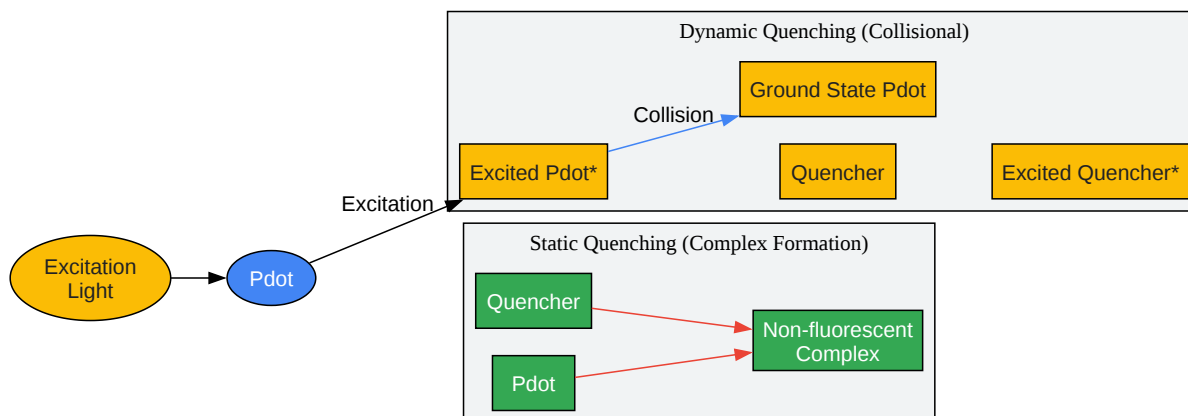 Dynamic Quenching (Collisional)
Ground State Pdot
Collision
Excited Pdot*
Quencher
Excited Quencher*
Excitation
Static Quenching (Complex Formation)
Excitation
Light
Pdot
Quencher
Non-fluorescent
Complex
Pdot